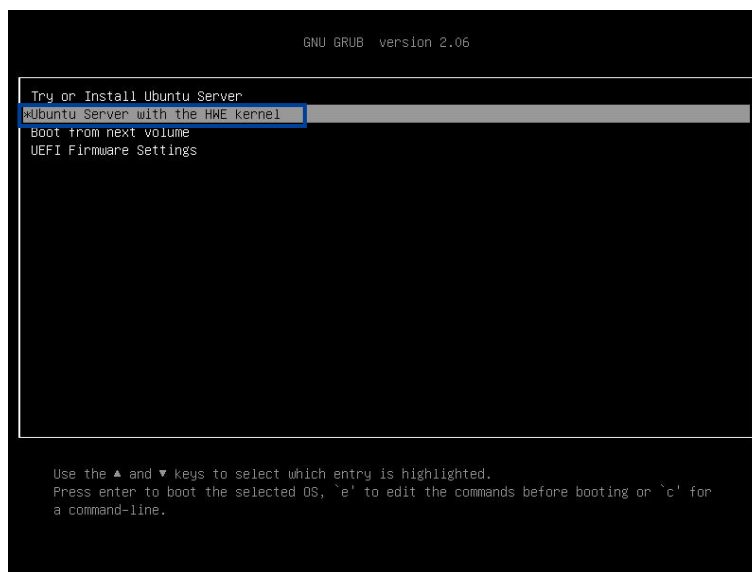 GNU GRUB version 2.06
Try or Install Ubuntu Server
*Ubuntu Server with the HWE kernel
Boot from next volume
UEFI Firmware Settings
Use the ▲ and ▼ keys to select which entry is highlighted.
Press enter to boot the selected OS, `e' to edit the commands before booting or `c' for
a command-line.